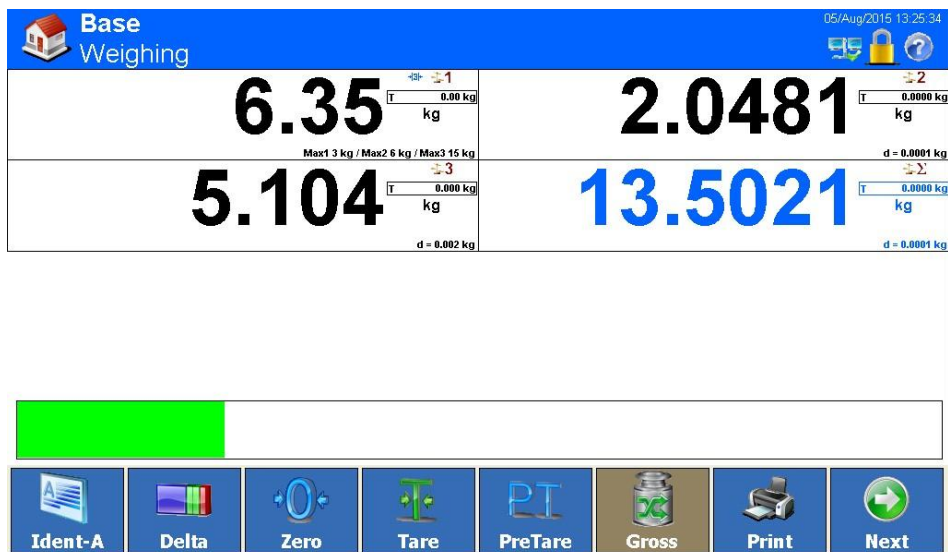 Base
Weighing
05/Aug/2015 13:25:34
6.35
1
T 0.00 kg
kg
Max1 3 kg / Max2 6 kg / Max3 15 kg
2.0481
2
T 0.0000 kg
kg
d = 0.0001 kg
5.104
3
T 0.000 kg
kg
d = 0.002 kg
13.5021
Σ
T 0.0000 kg
kg
d = 0.0001 kg
Ident-A
Delta
Zero
Tare
PT
PreTare
Gross
Print
Next